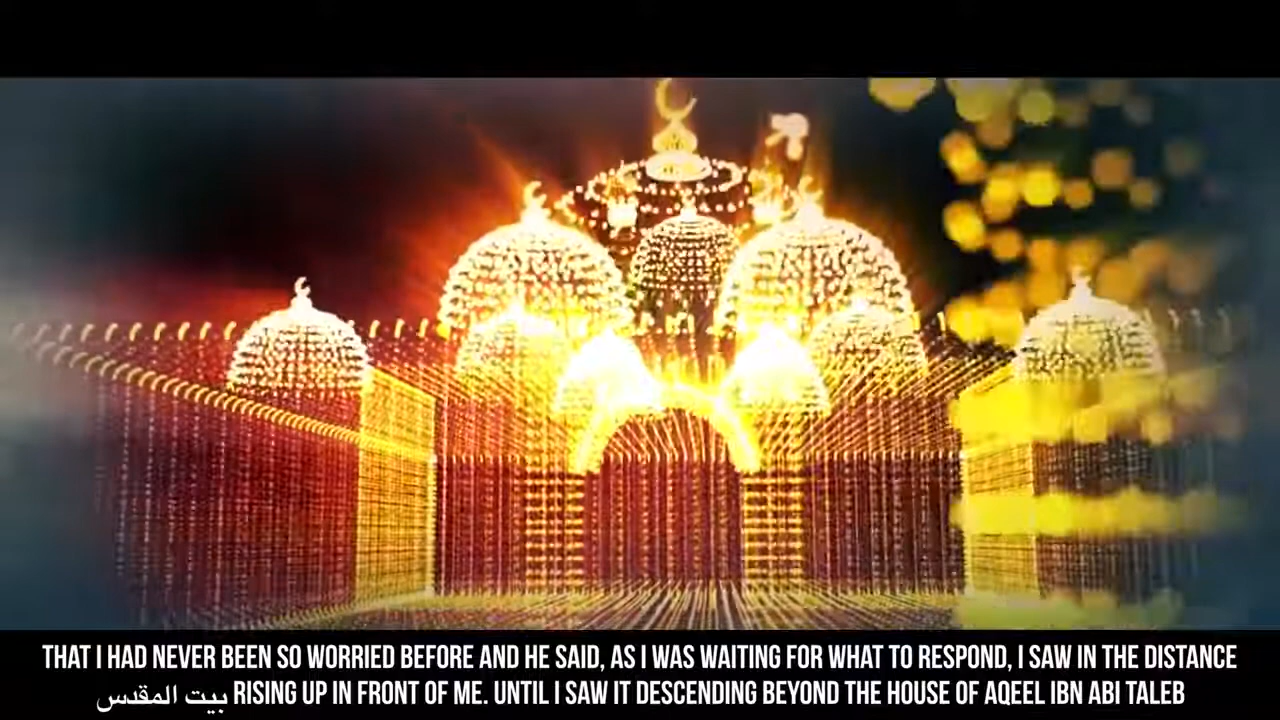 THAT I HAD NEVER BEEN SO WORRIED BEFORE AND HE SAID, AS I WAS WAITING FOR WHAT TO RESPOND, I SAW IN THE DISTANCE
بيت المقدس RISING UP IN FRONT OF ME. UNTIL I SAW IT DESCENDING BEYOND THE HOUSE OF AQEEL IBN ABI TALEB